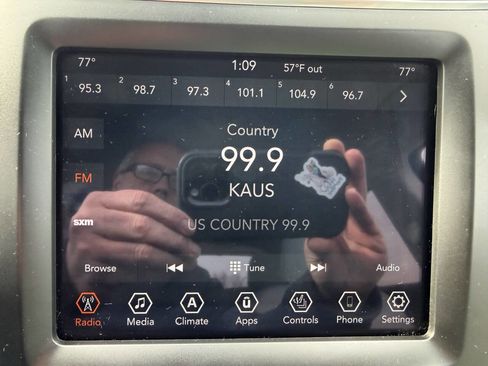 77° 1:09 57°F out 77°
1 95.3 2 98.7 3 97.3 4 101.1 5 104.9 6 96.7
AM
Country
99.9
FM
KAUS
sxm
US COUNTRY 99.9
Browse Tune Audio
Radio Media Climate Apps Controls Phone Settings